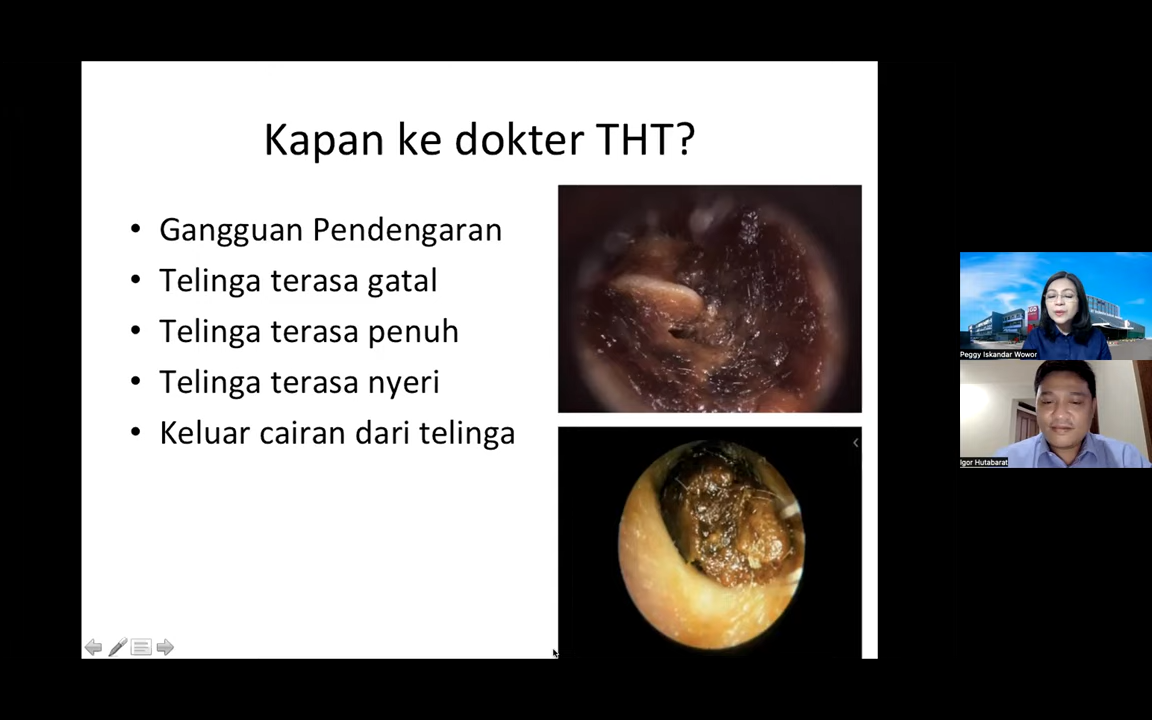 Kapan ke dokter THT?
• Gangguan Pendengaran
• Telinga terasa gatal
• Telinga terasa penuh
• Telinga terasa nyeri
• Keluar cairan dari telinga
Peggy Iskandar Wowor
Igor Hutabarat